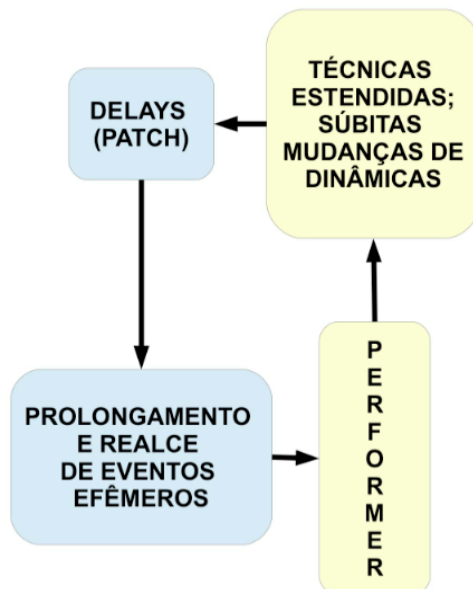 TÉCNICAS
ESTENDIDAS;
SÚBITAS
MUDANÇAS DE
DINÂMICAS
DELAYS
(PATCH)
PROLONGAMENTO
E REALCE
DE EVENTOS
EFÊMEROS
P
E
R
F
O
R
M
E
R